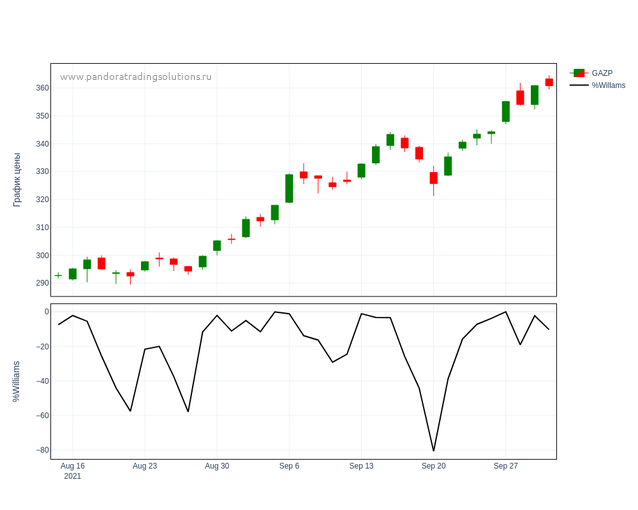 www.pandoratradingsolutions.ru
GAZP
%Willams
360
350
340
330
320
310
300
290
График цены
0
−20
−40
−60
−80
%Williams
Aug 16
2021
Aug 23
Aug 30
Sep 6
Sep 13
Sep 20
Sep 27